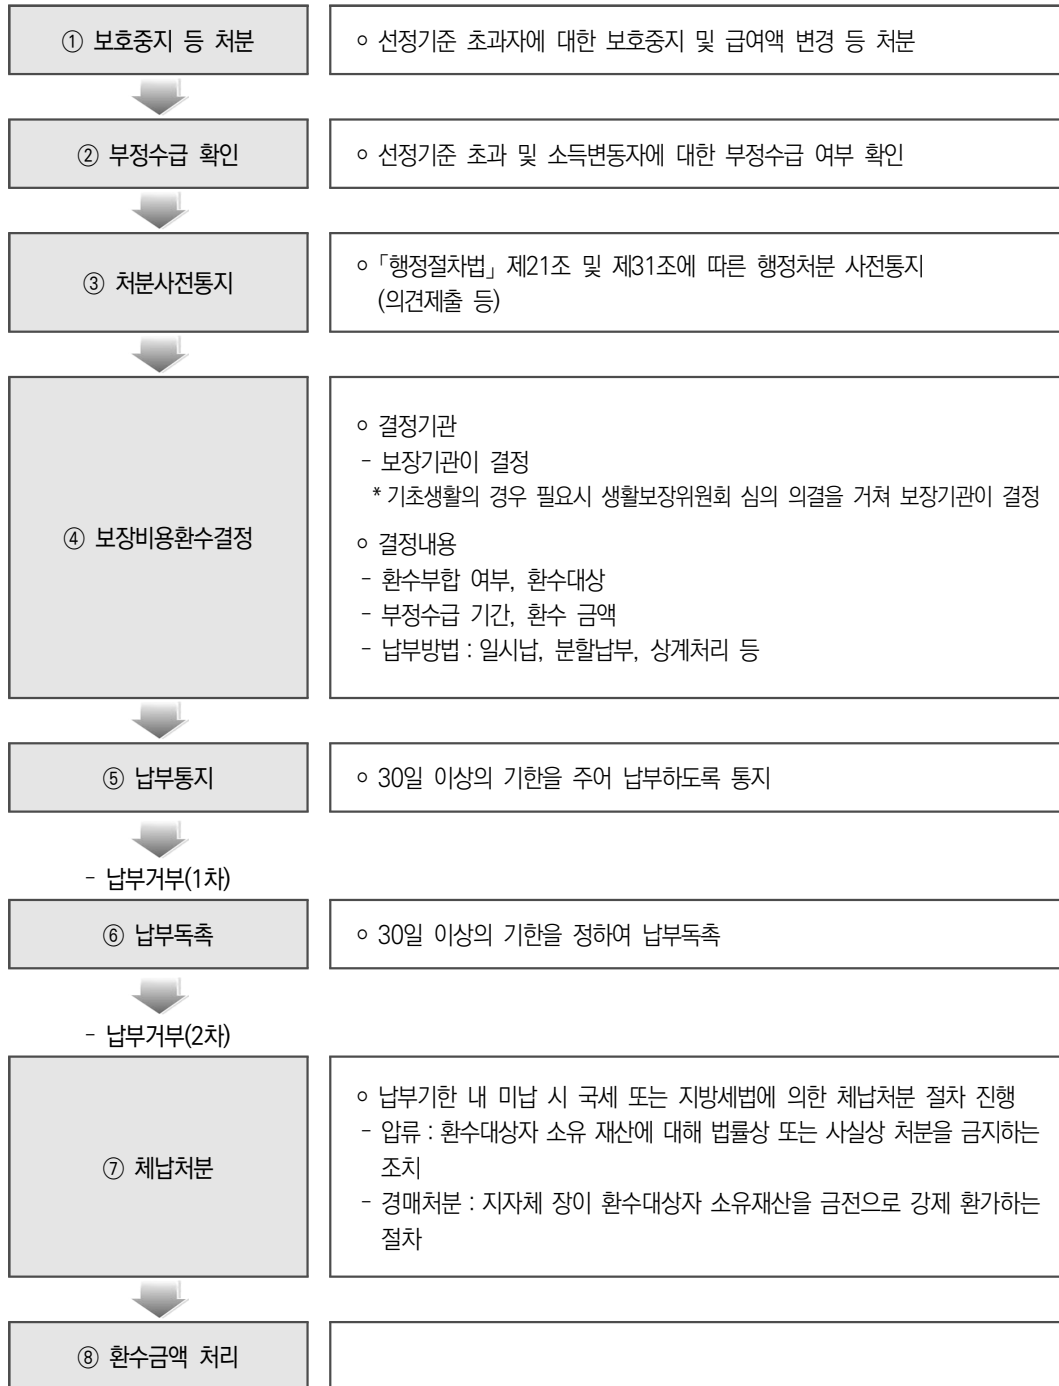 ① 보호중지 등 처분
○ 선정기준 초과자에 대한 보호중지 및 급여액 변경 등 처분
② 부정수급 확인
○ 선정기준 초과 및 소득변동자에 대한 부정수급 여부 확인
③ 처분사전통지
○ 「행정절차법」 제21조 및 제31조에 따른 행정처분 사전통지
(의견제출 등)
④ 보장비용환수결정
○ 결정기관
- 보장기관이 결정
* 기초생활의 경우 필요시 생활보장위원회 심의 의결을 거쳐 보장기관이 결정
○ 결정내용
- 환수부합 여부, 환수대상
- 부정수급 기간, 환수 금액
- 납부방법 : 일시납, 분할납부, 상계처리 등
⑤ 납부통지
○ 30일 이상의 기한을 주어 납부하도록 통지
- 납부거부(1차)
⑥ 납부독촉
○ 30일 이상의 기한을 정하여 납부독촉
- 납부거부(2차)
⑦ 체납처분
○ 납부기한 내 미납 시 국세 또는 지방세법에 의한 체납처분 절차 진행
- 압류 : 환수대상자 소유 재산에 대해 법률상 또는 사실상 처분을 금지하는
조치
- 경매처분 : 지자체 장이 환수대상자 소유재산을 금전으로 강제 환가하는
절차
⑧ 환수금액 처리